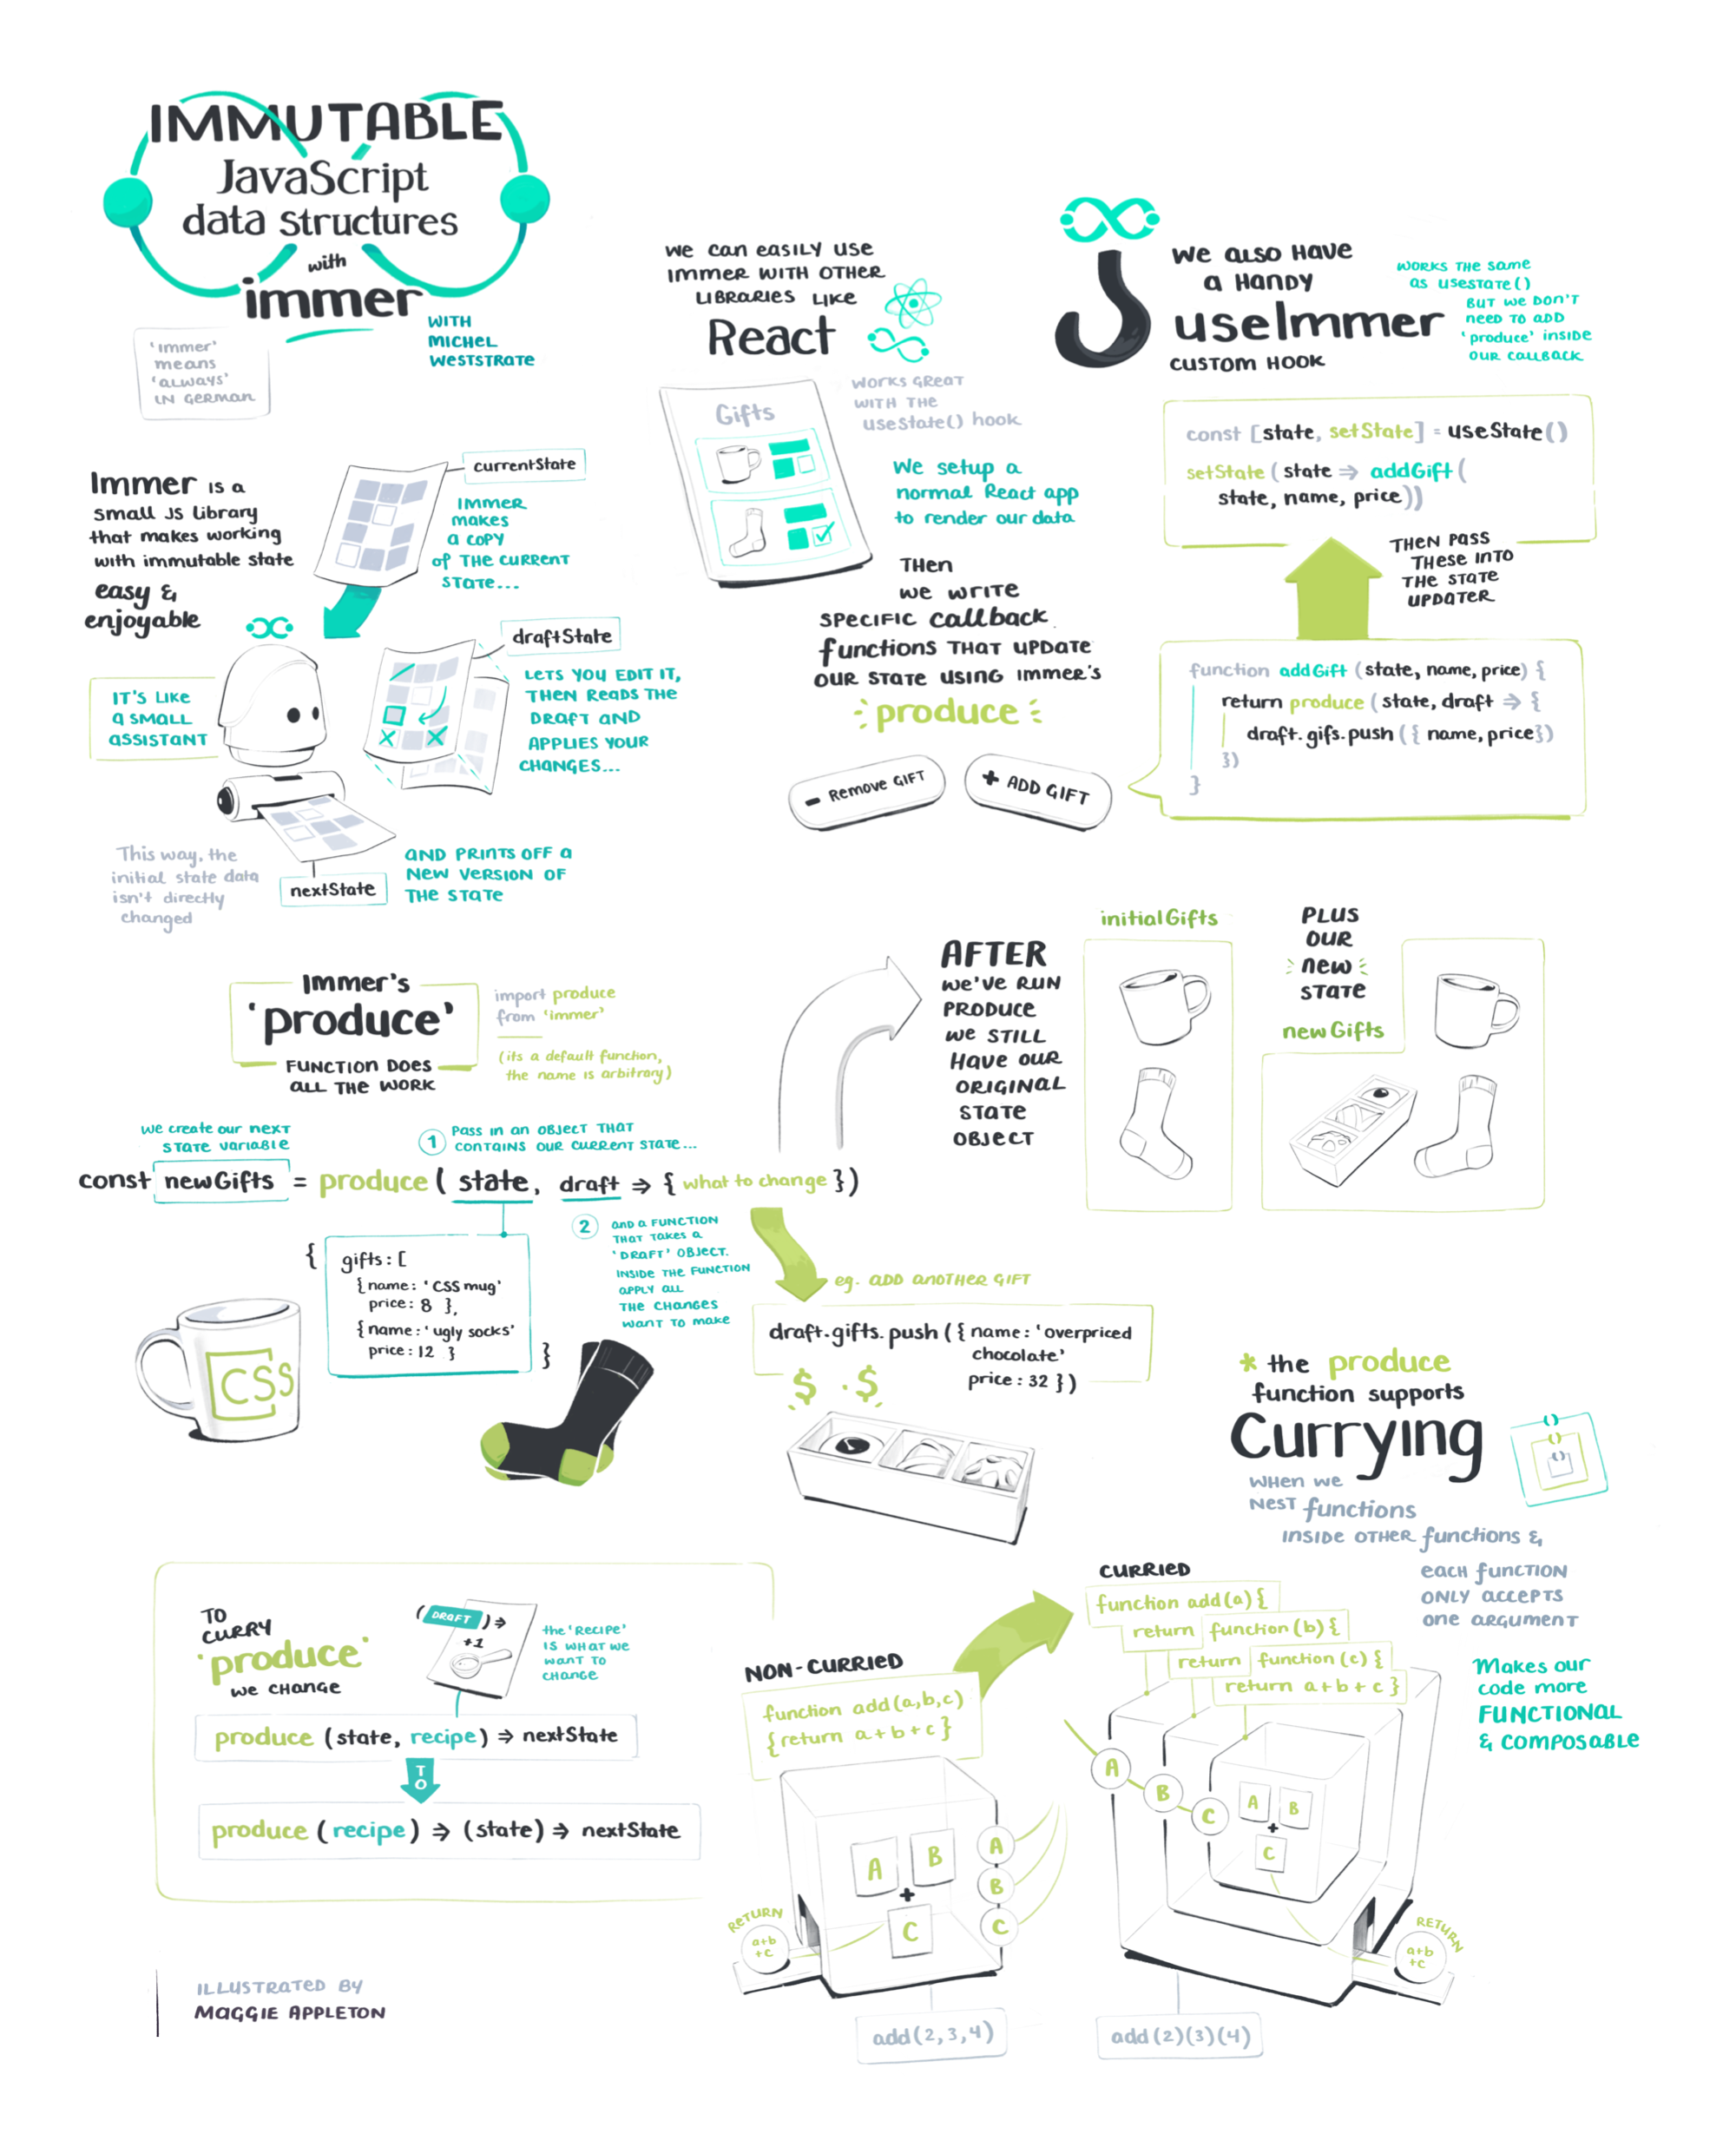 IMMUTABLE
JavaScript
data structures
with
immer
WITH
MICHEL
WESTSTRATE
'immer'
means
'always'
in German
Immer is a
small JS library
that makes working
with immutable state
easy &
enjoyable
currentState
IMMER
makes
a copy
of the current
state...
IT'S LIKE
a small
assistant
draftState
LETS YOU EDIT IT,
THEN READS THE
DRAFT AND
APPLIES YOUR
CHANGES...
This way, the
initial state data
isn't directly
changed
nextState
AND PRINTS OFF A
NEW VERSION OF
THE STATE
We can easily use
immer with other
libraries like
React
works great
with the
useState() hook
Gifts
We setup a
normal React app
to render our data
Then
we write
specific callback
functions that update
our state using immer's
produce
- Remove GIFT
+ ADD GIFT
We also have
a handy
useImmer
custom hook
works the same
as usestate()
but we don't
need to add
'produce' inside
our callback
const [state, setState] = useState()
setState (state => addGift (
state, name, price))
Then pass
these into
the state
updater
function addGift (state, name, price) {
return produce (state, draft => {
draft.gifs.push ({ name, price})
})
}
Immer's
'produce'
function does
all the work
import produce
from 'immer'
(its a default function,
the name is arbitrary)
we create our next
state variable
1 Pass in an object that
contains our current state...
const newGifts = produce ( state, draft => { what to change })
{
gifts: [
{ name: 'CSS mug'
price: 8 },
{ name: 'ugly socks'
price: 12 }
}
2 and a function
that takes a
'draft' object.
Inside the function
apply all
the changes
want to make
CSS
eg. ADD ANOTHER GIFT
draft.gifts.push ({ name: 'overpriced
chocolate'
price: 32 })
$ $
AFTER
we've run
produce
we still
have our
original
state
object
initialGifts
PLUS
OUR
new
STATE
newGifts
* the produce
function supports
Currying
When we
nest functions
inside other functions &
each function
only accepts
one argument
() () ()
Makes our
code more
FUNCTIONAL
& COMPOSABLE
TO
CURRY
'produce'
we change
(DRAFT) =>
+1
the 'recipe'
is what we
want to
change
produce (state, recipe) => nextState
TO
produce (recipe) => (state) => nextState
NON-CURRIED
function add(a,b,c)
{return a+b+c}
A B
+
C
A
B
C
RETURN
a+b
+c
add(2,3,4)
CURRIED
function add(a) {
return function (b) {
return function (c) {
return a+b+c }
A
B
C
A B
+
C
RETURN
a+b
+c
add(2)(3)(4)
ILLUSTRATED BY
MAGGIE APPLETON